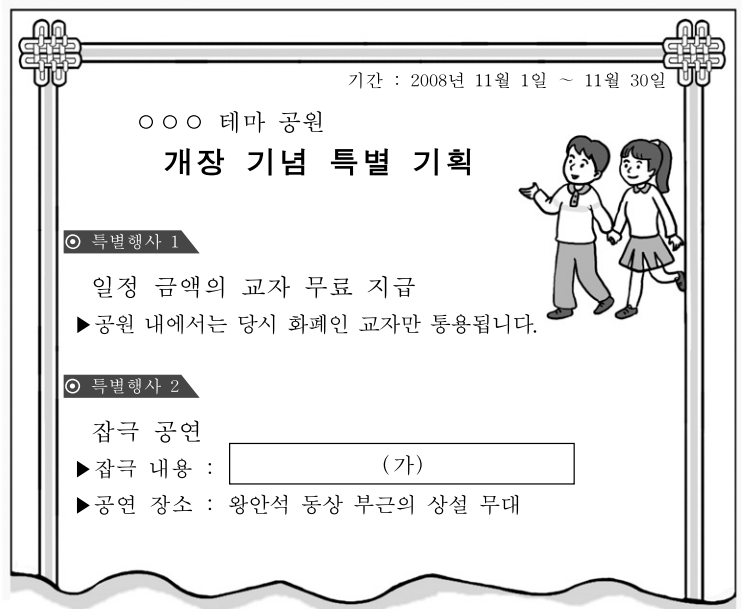 기간 : 2008년 11월 1일 ~ 11월 30일
○○○ 테마 공원
개장 기념 특별 기획
⊙ 특별행사 1
일정 금액의 교자 무료 지급
▶공원 내에서는 당시 화폐인 교자만 통용됩니다.
⊙ 특별행사 2
잡극 공연
▶잡극 내용 : (가)
▶공연 장소 : 왕안석 동상 부근의 상설 무대